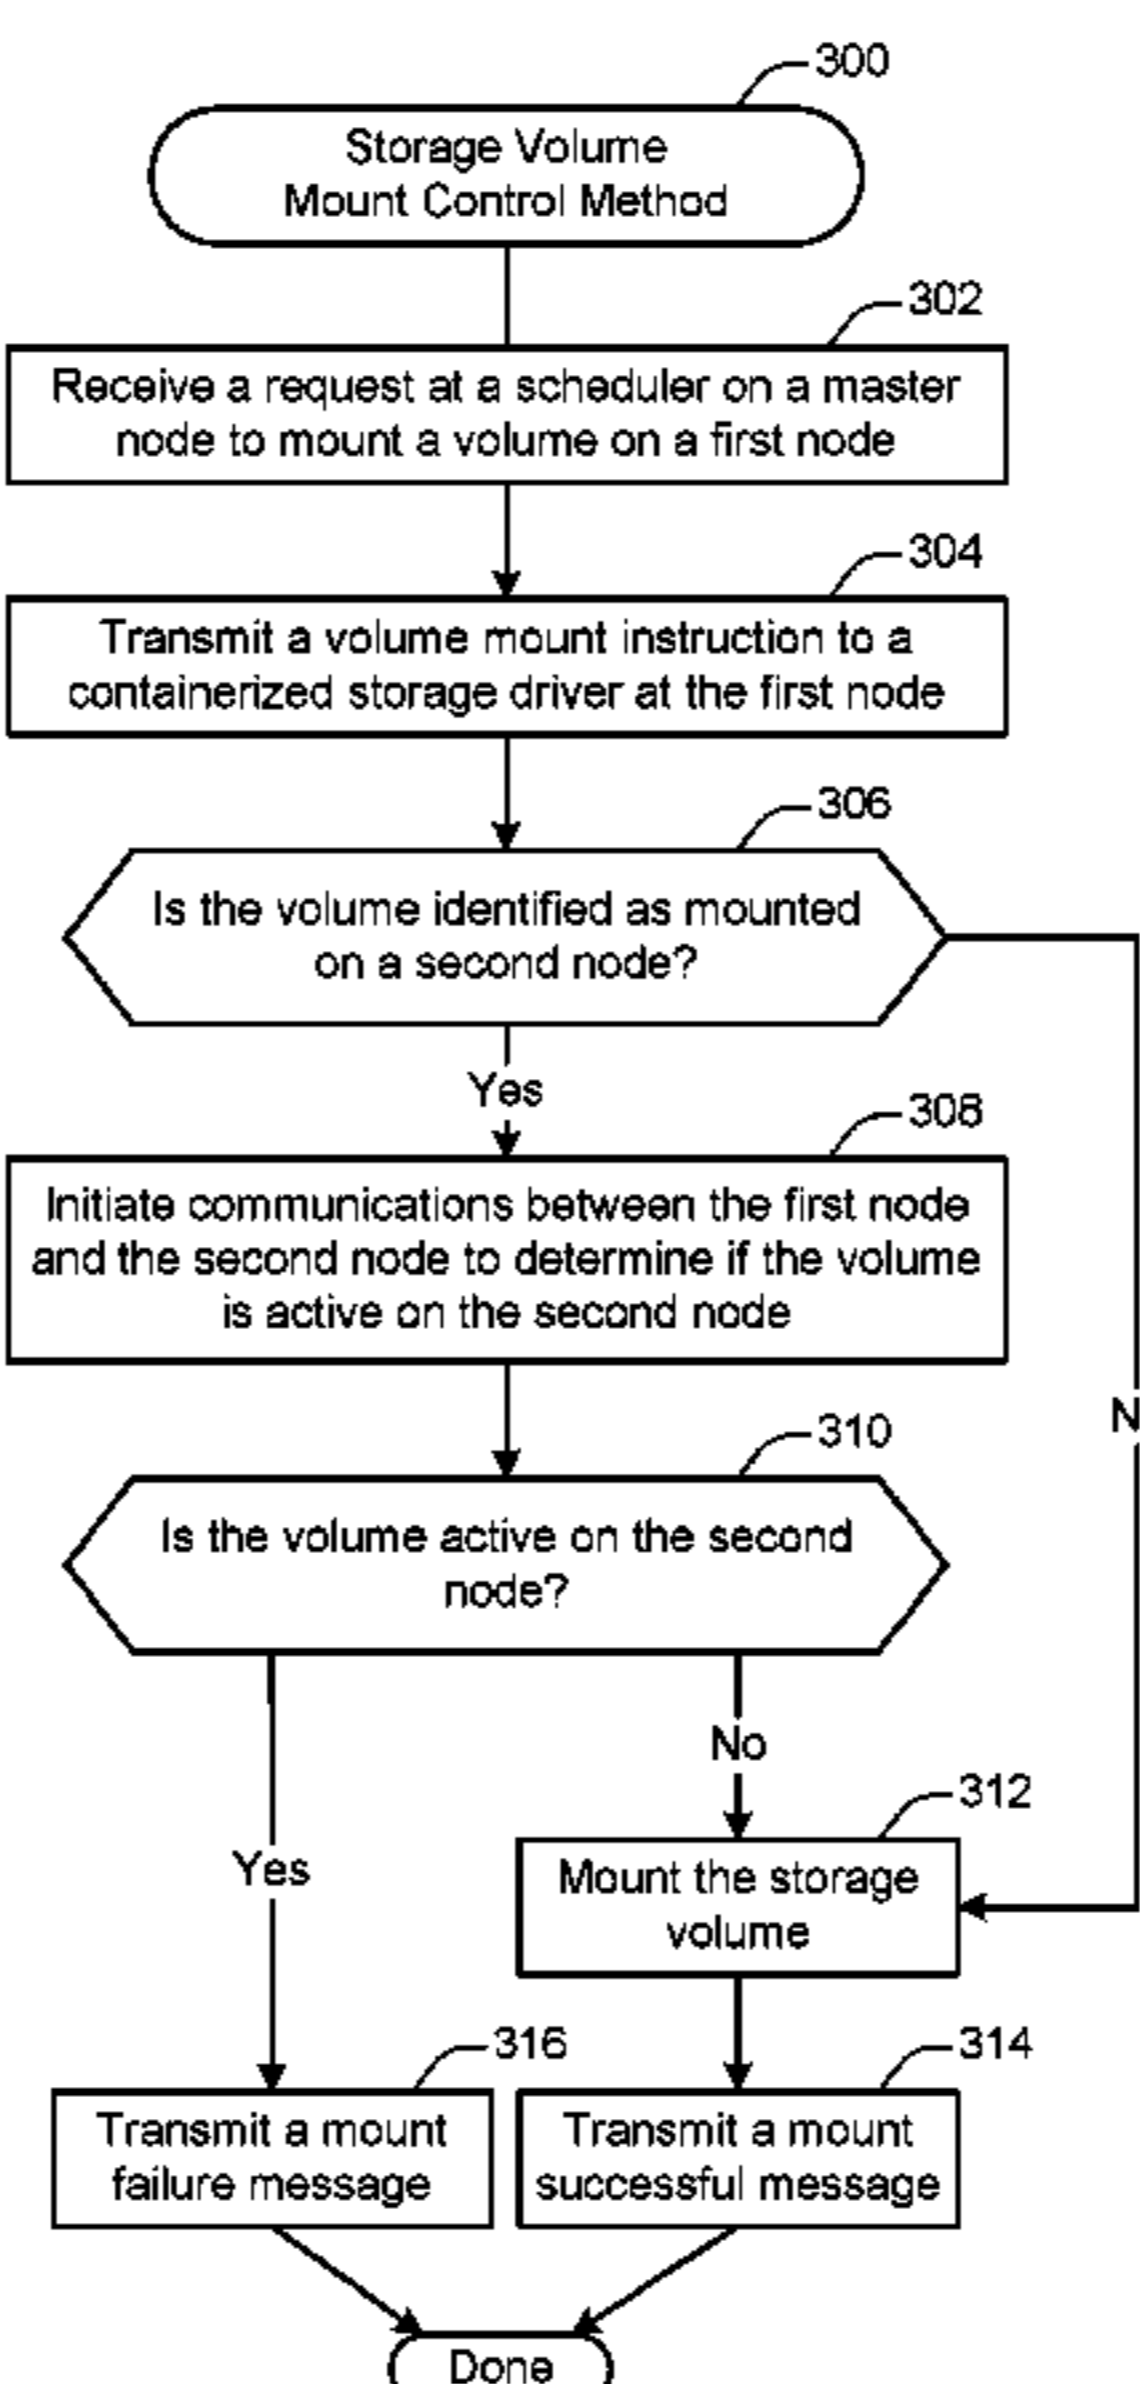 300
Storage Volume
Mount Control Method
302
Receive a request at a scheduler on a master
node to mount a volume on a first node
304
Transmit a volume mount instruction to a
containerized storage driver at the first node
306
Is the volume identified as mounted
on a second node?
Yes
308
Initiate communications between the first node
and the second node to determine if the volume
is active on the second node
N
310
Is the volume active on the second
node?
No
312
Yes
Mount the storage
volume
316
314
Transmit a mount
failure message
Transmit a mount
successful message
Done